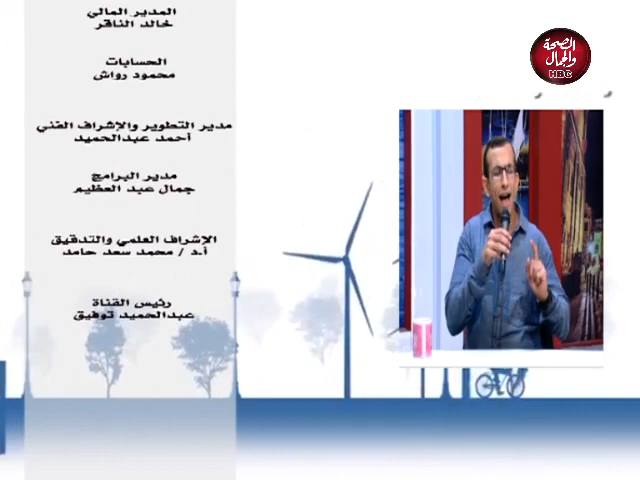 المدير المالي
خالد الناقر
الصحة
والجمال
HBC
الحسابات
محمود رواش
مدير التطوير والإشراف الفني
أحمد عبدالحميد
مدير البرامج
جمال عبد العظيم
الإشراف العلمي والتدقيق
أ.د / محمد سعد حامد
رئيس القناة
عبدالحميد توفيق